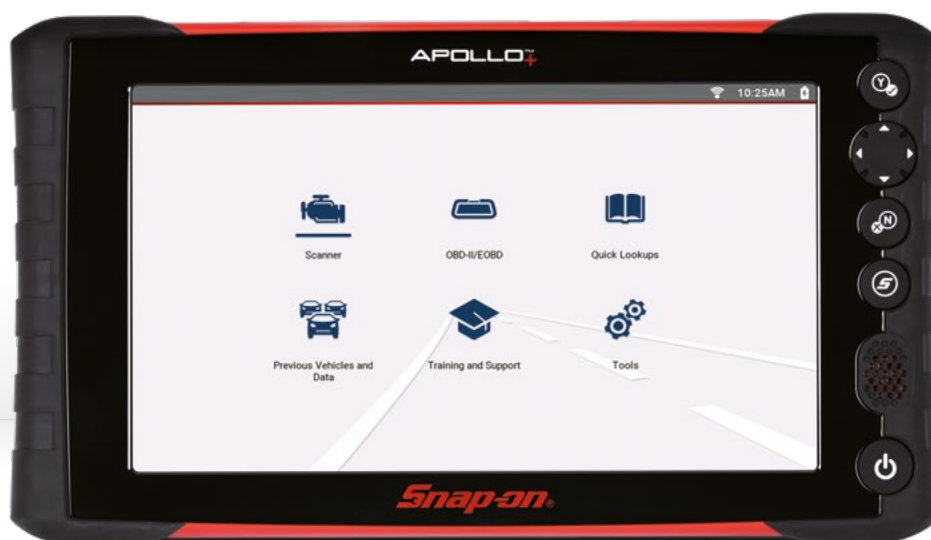 APOLLO+™
10:25AM
Y
Scanner
OBD-II/EOBD
Quick Lookups
N
X
S
Previous Vehicles and
Data
Training and Support
Tools
Snap-on®